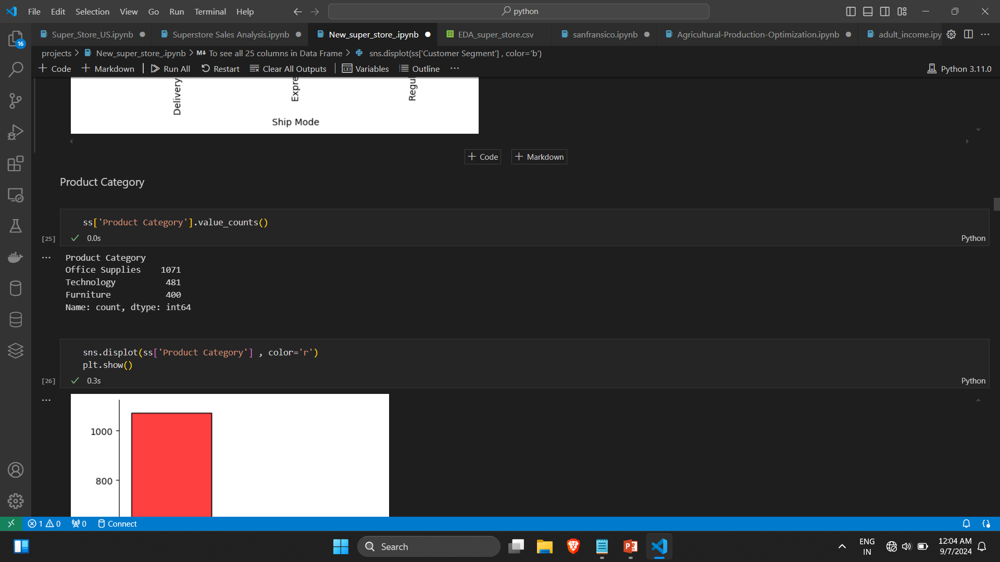 File Edit Selection View Go Run Terminal Help
python
Super_Store_US.ipynb Superstore Sales Analysis.ipynb New_super_store_.ipynb EDA_super_store.csv sanfransico.ipynb Agricultural-Production-Optimization.ipynb adult_income.ipy
projects > New_super_store_.ipynb > M↓ To see all 25 columns in Data Frame > sns.displot(ss['Customer Segment'] , color='b')
+ Code + Markdown | Run All Restart Clear All Outputs | Variables Outline ...
Python 3.11.0
Delivery
Expre
Regu
Ship Mode
+ Code + Markdown
Product Category
ss['Product Category'].value_counts()
[25] ✓ 0.0s Python
... Product Category
Office Supplies 1071
Technology 481
Furniture 400
Name: count, dtype: int64
sns.displot(ss['Product Category'] , color='r')
plt.show()
[26] ✓ 0.3s Python
...
1000
800
16
1 0 0 Connect
Search
ENG
IN
12:04 AM
9/7/2024